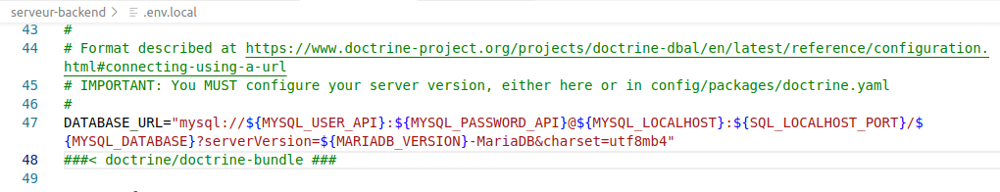 serveur-backend > .env.local
43 #
44 # Format described at https://www.doctrine-project.org/projects/doctrine-dbal/en/latest/reference/configuration.
html#connecting-using-a-url
45 # IMPORTANT: You MUST configure your server version, either here or in config/packages/doctrine.yaml
46 #
47 DATABASE_URL="mysql://${MYSQL_USER_API}:${MYSQL_PASSWORD_API}@${MYSQL_LOCALHOST}:${SQL_LOCALHOST_PORT}/$
{MYSQL_DATABASE}?serverVersion=${MARIADB_VERSION}-MariaDB&charset=utf8mb4"
48 ###< doctrine/doctrine-bundle ###
49